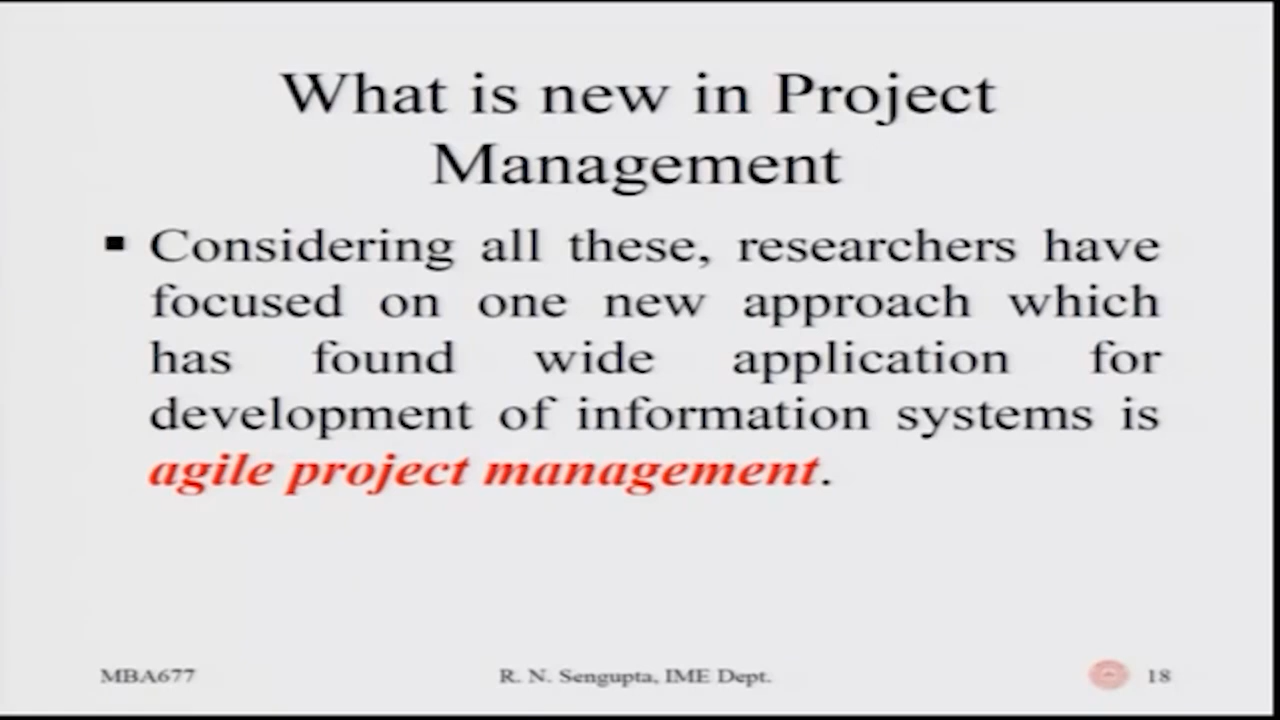 What is new in Project
Management
▪ Considering all these, researchers have
focused on one new approach which
has found wide application for
development of information systems is
agile project management.
MBA677
R. N. Sengupta, IME Dept.
18